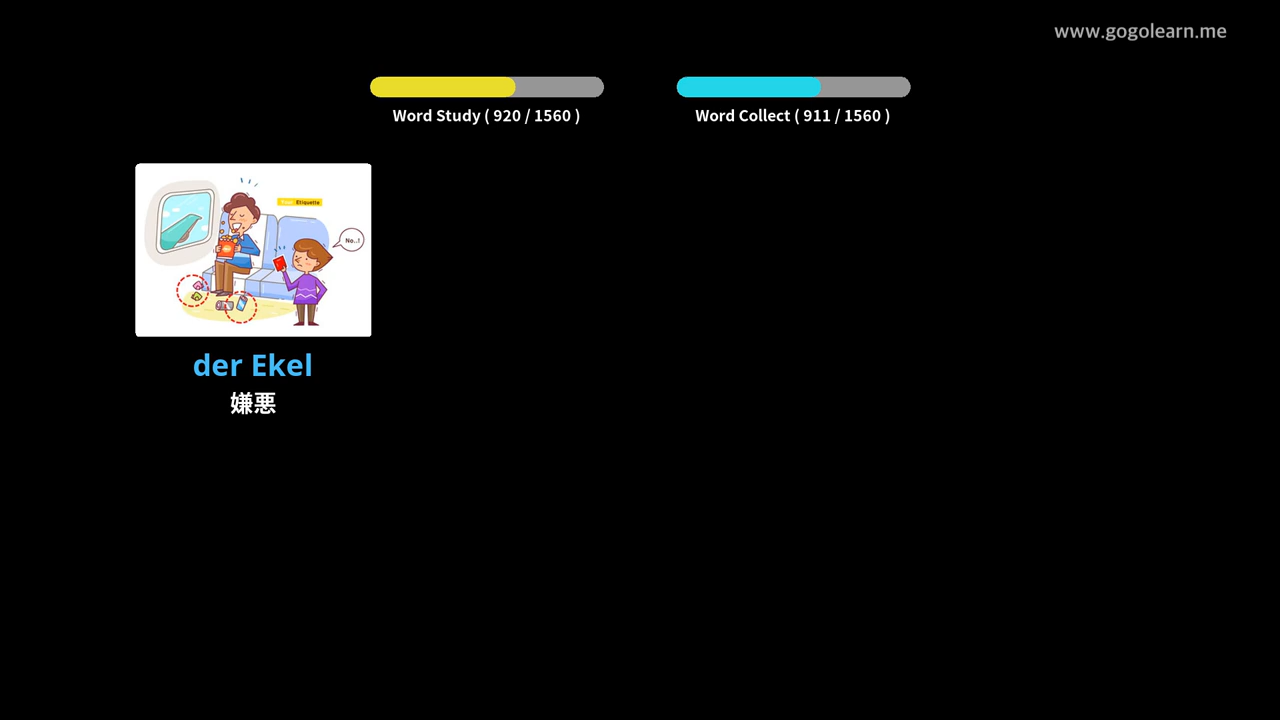 www.gogolearn.me
Word Study ( 920 / 1560 )
Word Collect ( 911 / 1560 )
Etiquette
No..!
der Ekel
嫌悪